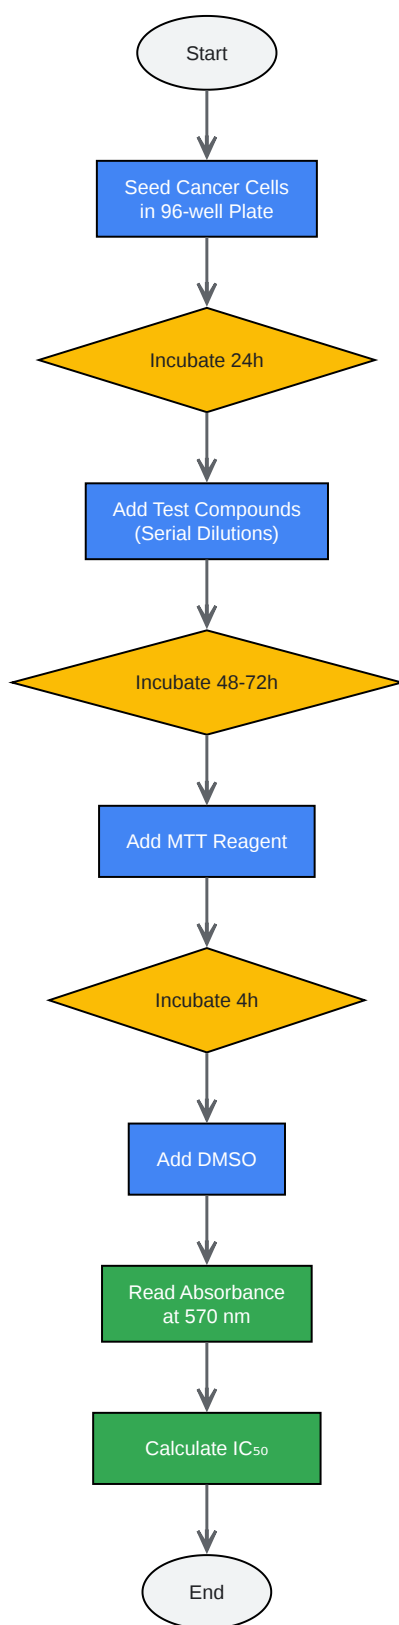 Start
Seed Cancer Cells
in 96-well Plate
Incubate 24h
Add Test Compounds
(Serial Dilutions)
Incubate 48-72h
Add MTT Reagent
Incubate 4h
Add DMSO
Read Absorbance
at 570 nm
Calculate IC₅₀
End